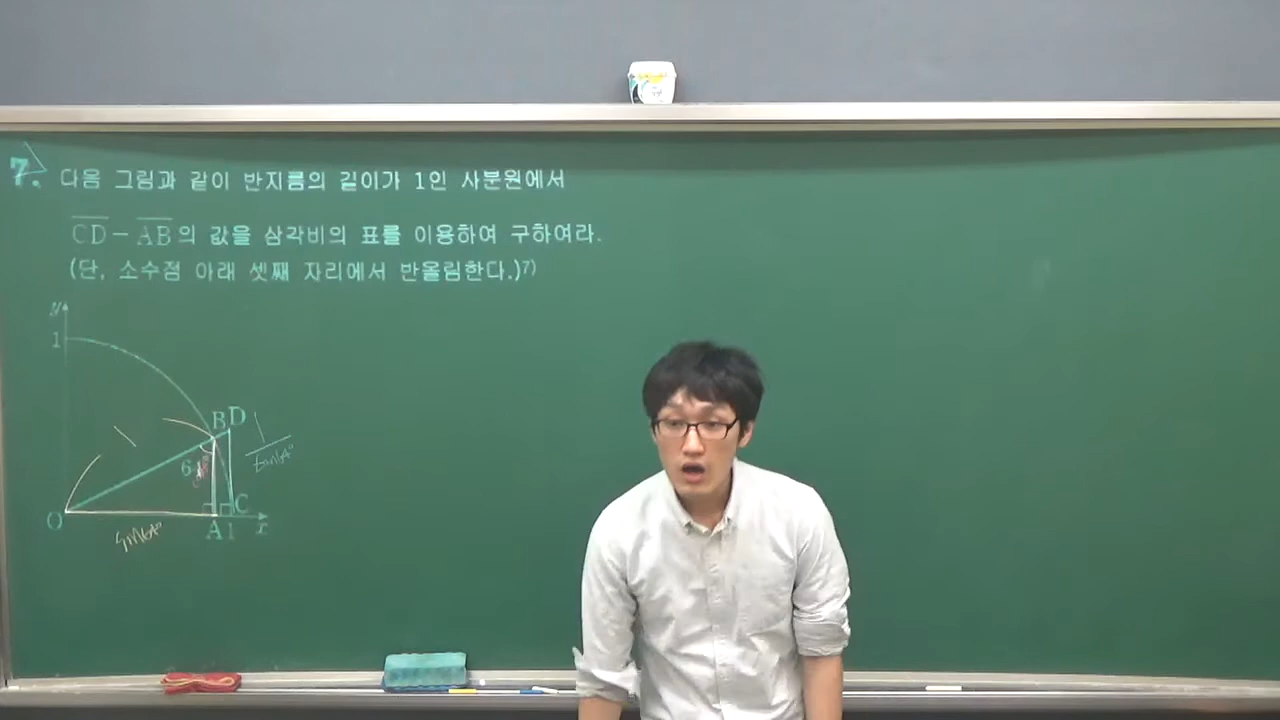 7. 다음 그림과 같이 반지름의 길이가 1인 사분원에서
CD - AB의 값을 삼각비의 표를 이용하여 구하여라.
(단, 소수점 아래 셋째 자리에서 반올림한다.)7)
y
1
B D
1
O
A 1 C x